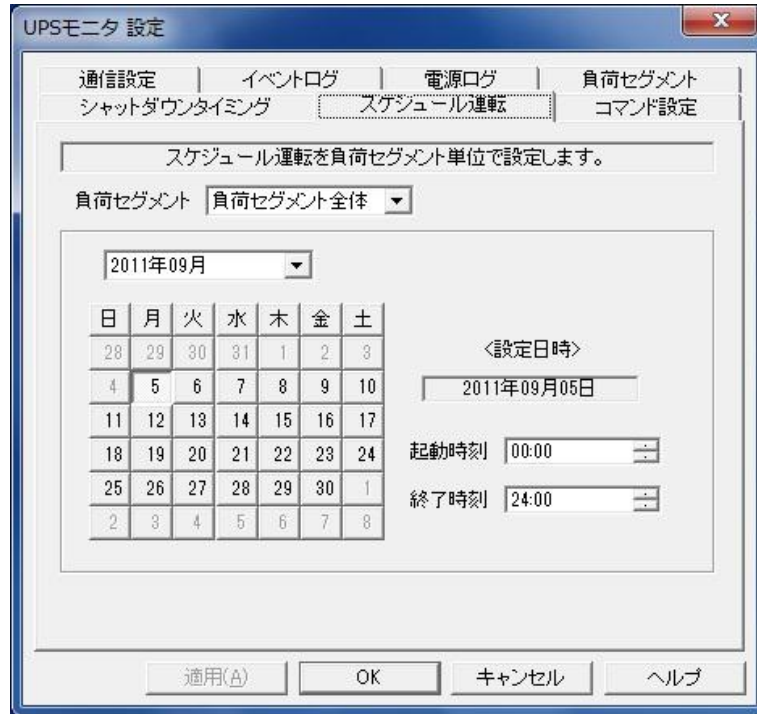 UPSモニタ 設定
通信設定 イベントログ 電源ログ 負荷セグメント
シャットダウンタイミング スケジュール運転 コマンド設定
スケジュール運転を負荷セグメント単位で設定します。
負荷セグメント 負荷セグメント全体
2011年09月
日 月 火 水 木 金 土
28 29 30 31 1 2 3
4 5 6 7 8 9 10
11 12 13 14 15 16 17
18 19 20 21 22 23 24
25 26 27 28 29 30 1
2 3 4 5 6 7 8
<設定日時>
2011年09月05日
起動時刻 00:00
終了時刻 24:00
適用(A) OK キャンセル ヘルプ